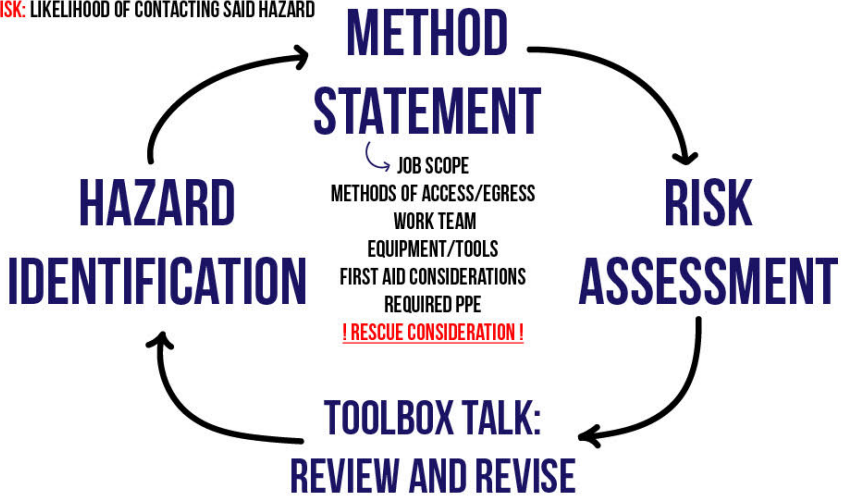 ISK: LIKELIHOOD OF CONTACTING SAID HAZARD
METHOD
STATEMENT
JOB SCOPE
METHODS OF ACCESS/EGRESS
WORK TEAM
EQUIPMENT/TOOLS
FIRST AID CONSIDERATIONS
REQUIRED PPE
! RESCUE CONSIDERATION !
RISK
ASSESSMENT
TOOLBOX TALK:
REVIEW AND REVISE
HAZARD
IDENTIFICATION